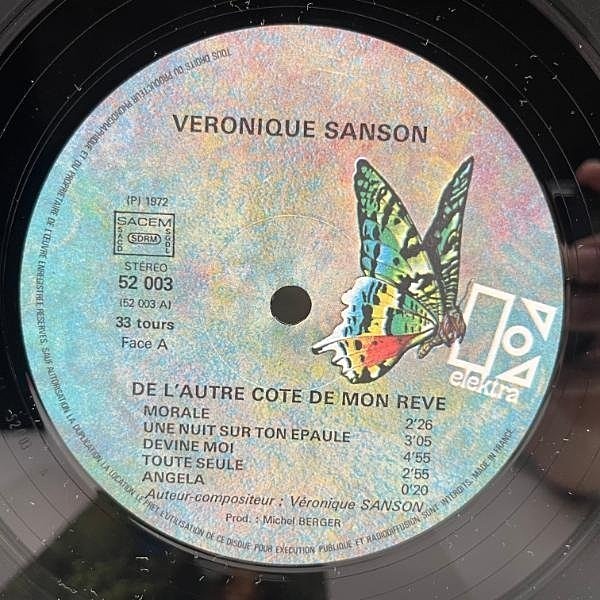 VERONIQUE SANSON
(P) 1972
SACEM
SACD
SDRM
SGDL
STÉREO
52 003
(52 003 A)
33 tours
Face A
elektra
DE L'AUTRE COTE DE MON REVE
MORALE 2'26
UNE NUIT SUR TON EPAULE 3'05
DEVINE MOI 4'55
TOUTE SEULE 2'55
ANGELA 0'20
Auteur-compositeur : Véronique SANSON
Prod. : Michel BERGER
TOUS DROITS DU PRODUCTEUR PHONOGRAPHIQUE ET DU PROPRIETAIRE DE L'ŒUVRE ENREGISTREE RESERVES. SAUF AUTORISATION LA DUPLICATION, LA LOCATION, LE PRET, L'UTILISATION DE CE DISQUE POUR EXECUTION PUBLIQUE ET RADIODIFFUSION SONT INTERDITS. MADE IN FRANCE